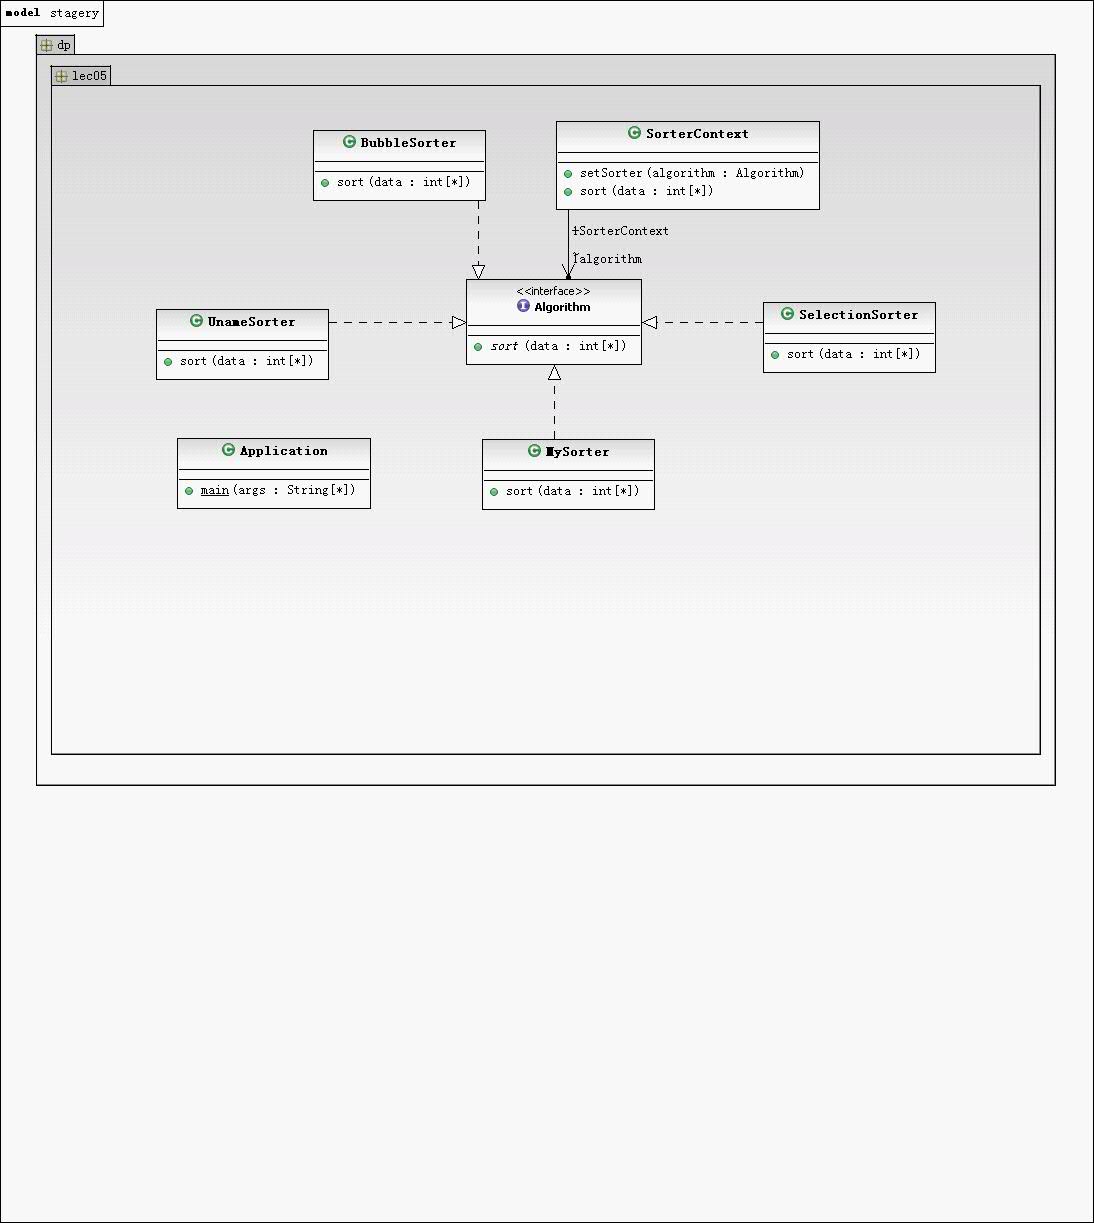 model stagery
dp
lec05
BubbleSorter
sort(data : int[*])
SorterContext
setSorter(algorithm : Algorithm)
sort(data : int[*])
SorterContext
algorithm
<<interface>>
Algorithm
sort (data : int[*])
UnameSorter
sort(data : int[*])
SelectionSorter
sort(data : int[*])
Application
main(args : String[*])
MySorter
sort(data : int[*])